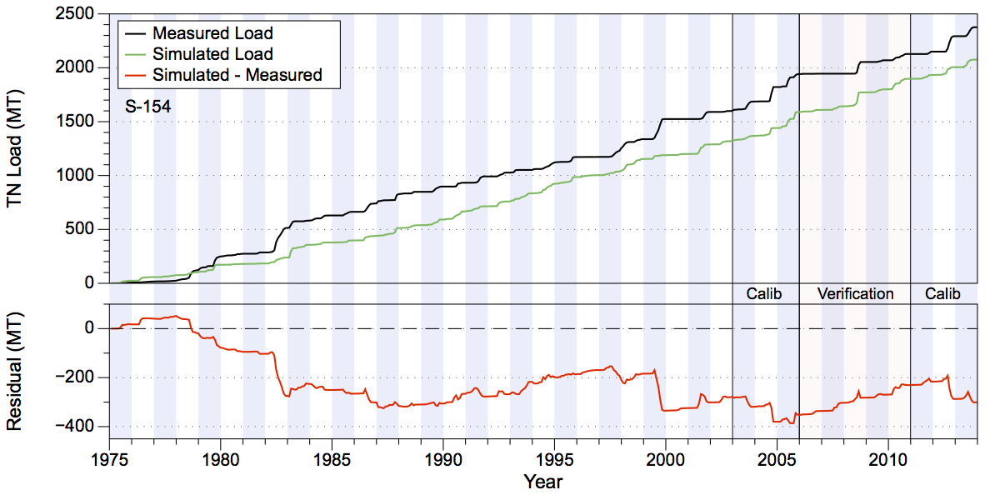 2500
2000
1500
1000
500
0
TN Load (MT)
Measured Load
Simulated Load
Simulated - Measured
S-154
Calib
Verification
Calib
0
−200
−400
Residual (MT)
1975
1980
1985
1990
1995
2000
2005
2010
Year